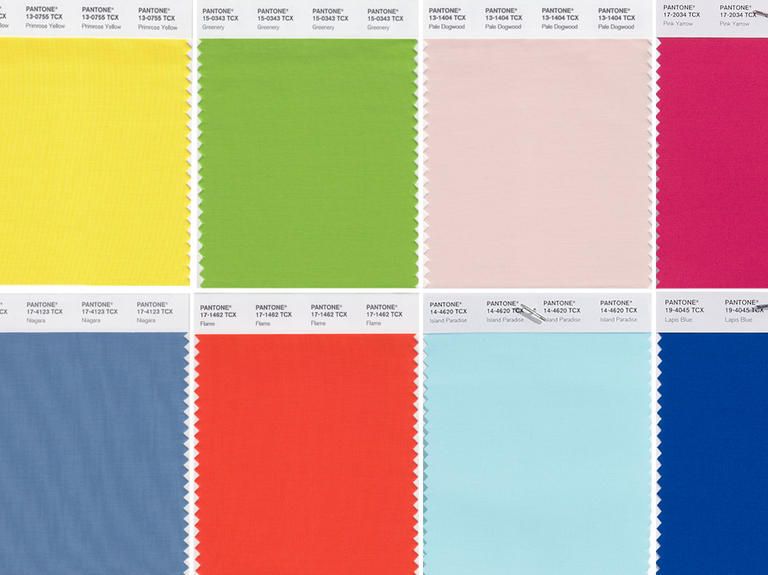 PANTONE® PANTONE® PANTONE®
CX 13-0755 TCX 13-0755 TCX 13-0755 TCX
low Primrose Yellow Primrose Yellow Primrose Yellow
PANTONE® PANTONE® PANTONE® PANTONE®
15-0343 TCX 15-0343 TCX 15-0343 TCX 15-0343 TCX
Greenery Greenery Greenery Greenery
PANTONE® PANTONE® PANTONE® PANTONE®
13-1404 TCX 13-1404 TCX 13-1404 TCX 13-1404 TCX
Pale Dogwood Pale Dogwood Pale Dogwood Pale Dogwood
PANTONE® PANTONE®
17-2034 TCX 17-2034 TCX
Pink Yarrow Pink Yarrow
PANTONE® PANTONE® PANTONE®
CX 17-4123 TCX 17-4123 TCX 17-4123 TCX
Niagara Niagara Niagara
PANTONE® PANTONE® PANTONE® PANTONE®
17-1462 TCX 17-1462 TCX 17-1462 TCX 17-1462 TCX
Flame Flame Flame Flame
PANTONE® PANTONE® PANTONE® PANTONE®
14-4620 TCX 14-4620 TCX 14-4620 TCX 14-4620 TCX
Island Paradise Island Paradise Island Paradise Island Paradise
PANTONE® PANTONE®
19-4045 TCX 19-4045 TCX
Lapis Blue Lapis Blue